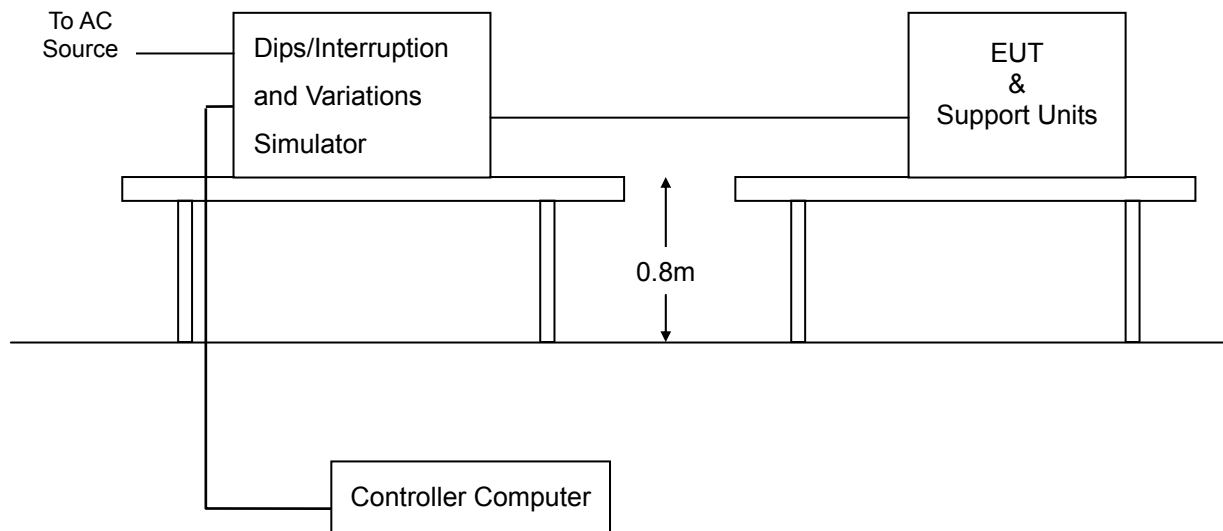 To AC
Source
Dips/Interruption
and Variations
Simulator
EUT
&
Support Units
0.8m
Controller Computer